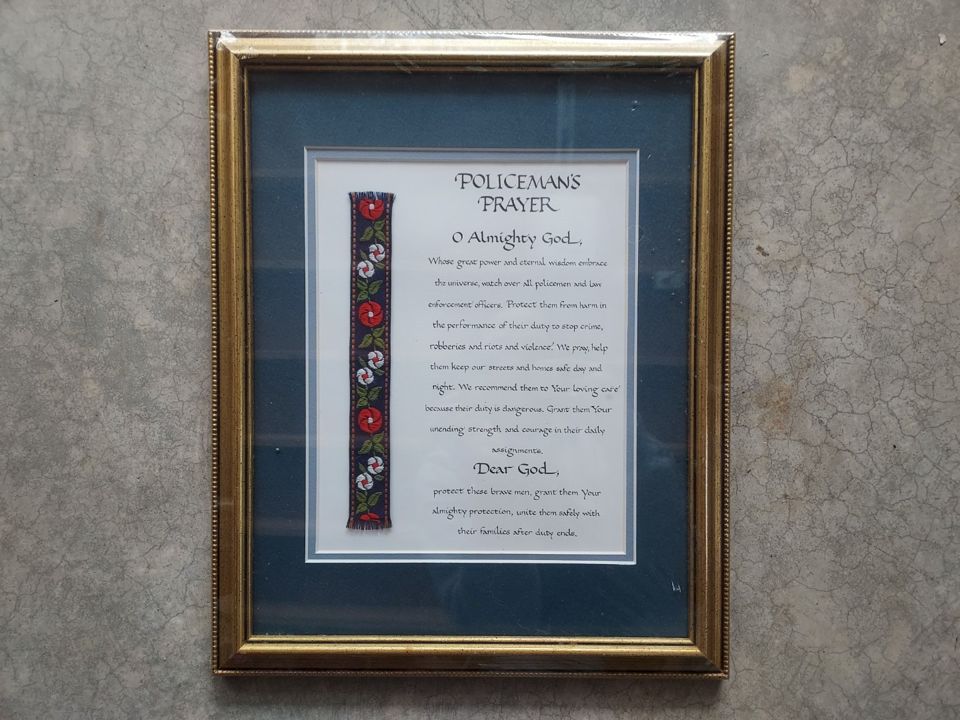 POLICEMAN'S
PRAYER
O Almighty God,
Whose great power and eternal wisdom embrace
the universe, watch over all policemen and law
enforcement officers. Protect them from harm in
the performance of their duty to stop crime,
robberies and riots and violence. We pray, help
them keep our streets and homes safe day and
night. We recommend them to Your loving care
because their duty is dangerous. Grant them Your
unending strength and courage in their daily
assignments.
Dear God,
protect these brave men, grant them Your
almighty protection, unite them safely with
their families after duty ends.